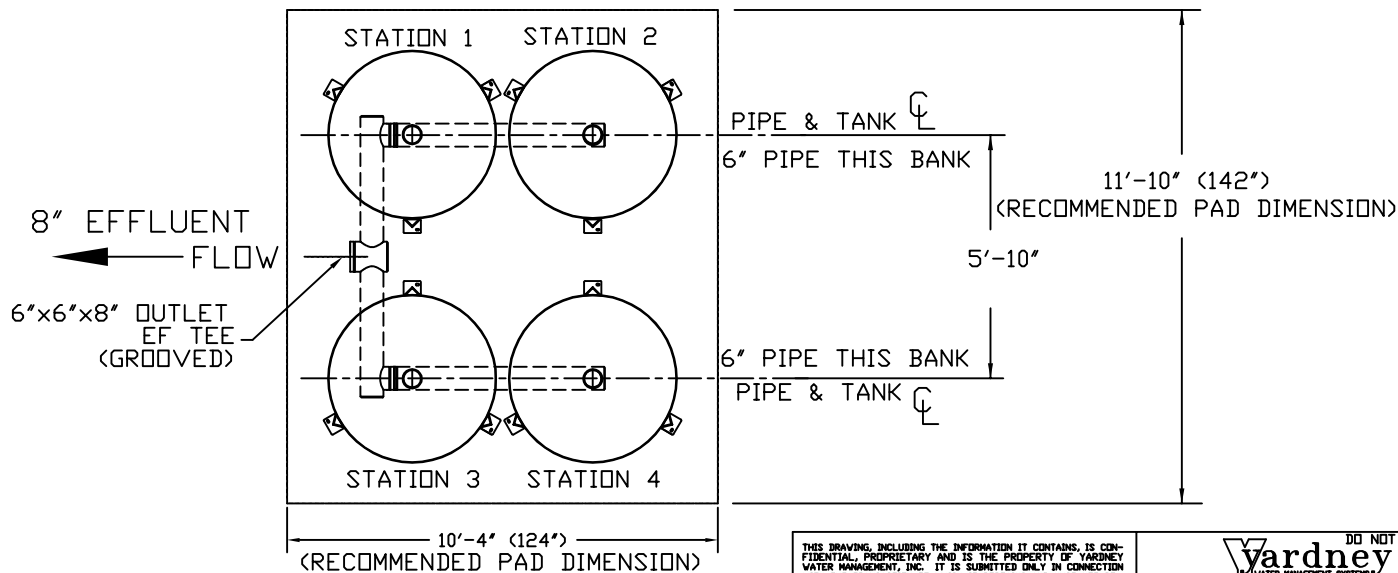 STATION 1
STATION 2
PIPE & TANK ℄
6" PIPE THIS BANK
11'-10" (142")
(RECOMMENDED PAD DIMENSION)
8" EFFLUENT
FLOW
5'-10"
6"x6"x8" OUTLET
EF TEE
(GROOVED)
6" PIPE THIS BANK
PIPE & TANK ℄
STATION 3
STATION 4
10'-4" (124")
(RECOMMENDED PAD DIMENSION)
THIS DRAWING, INCLUDING THE INFORMATION IT CONTAINS, IS CON-
FIDENTIAL, PROPRIETARY AND IS THE PROPERTY OF YARDNEY
WATER MANAGEMENT, INC. IT IS SUBMITTED ONLY IN CONNECTION
DO NOT
Yardney
WATER MANAGEMENT SYSTEMS